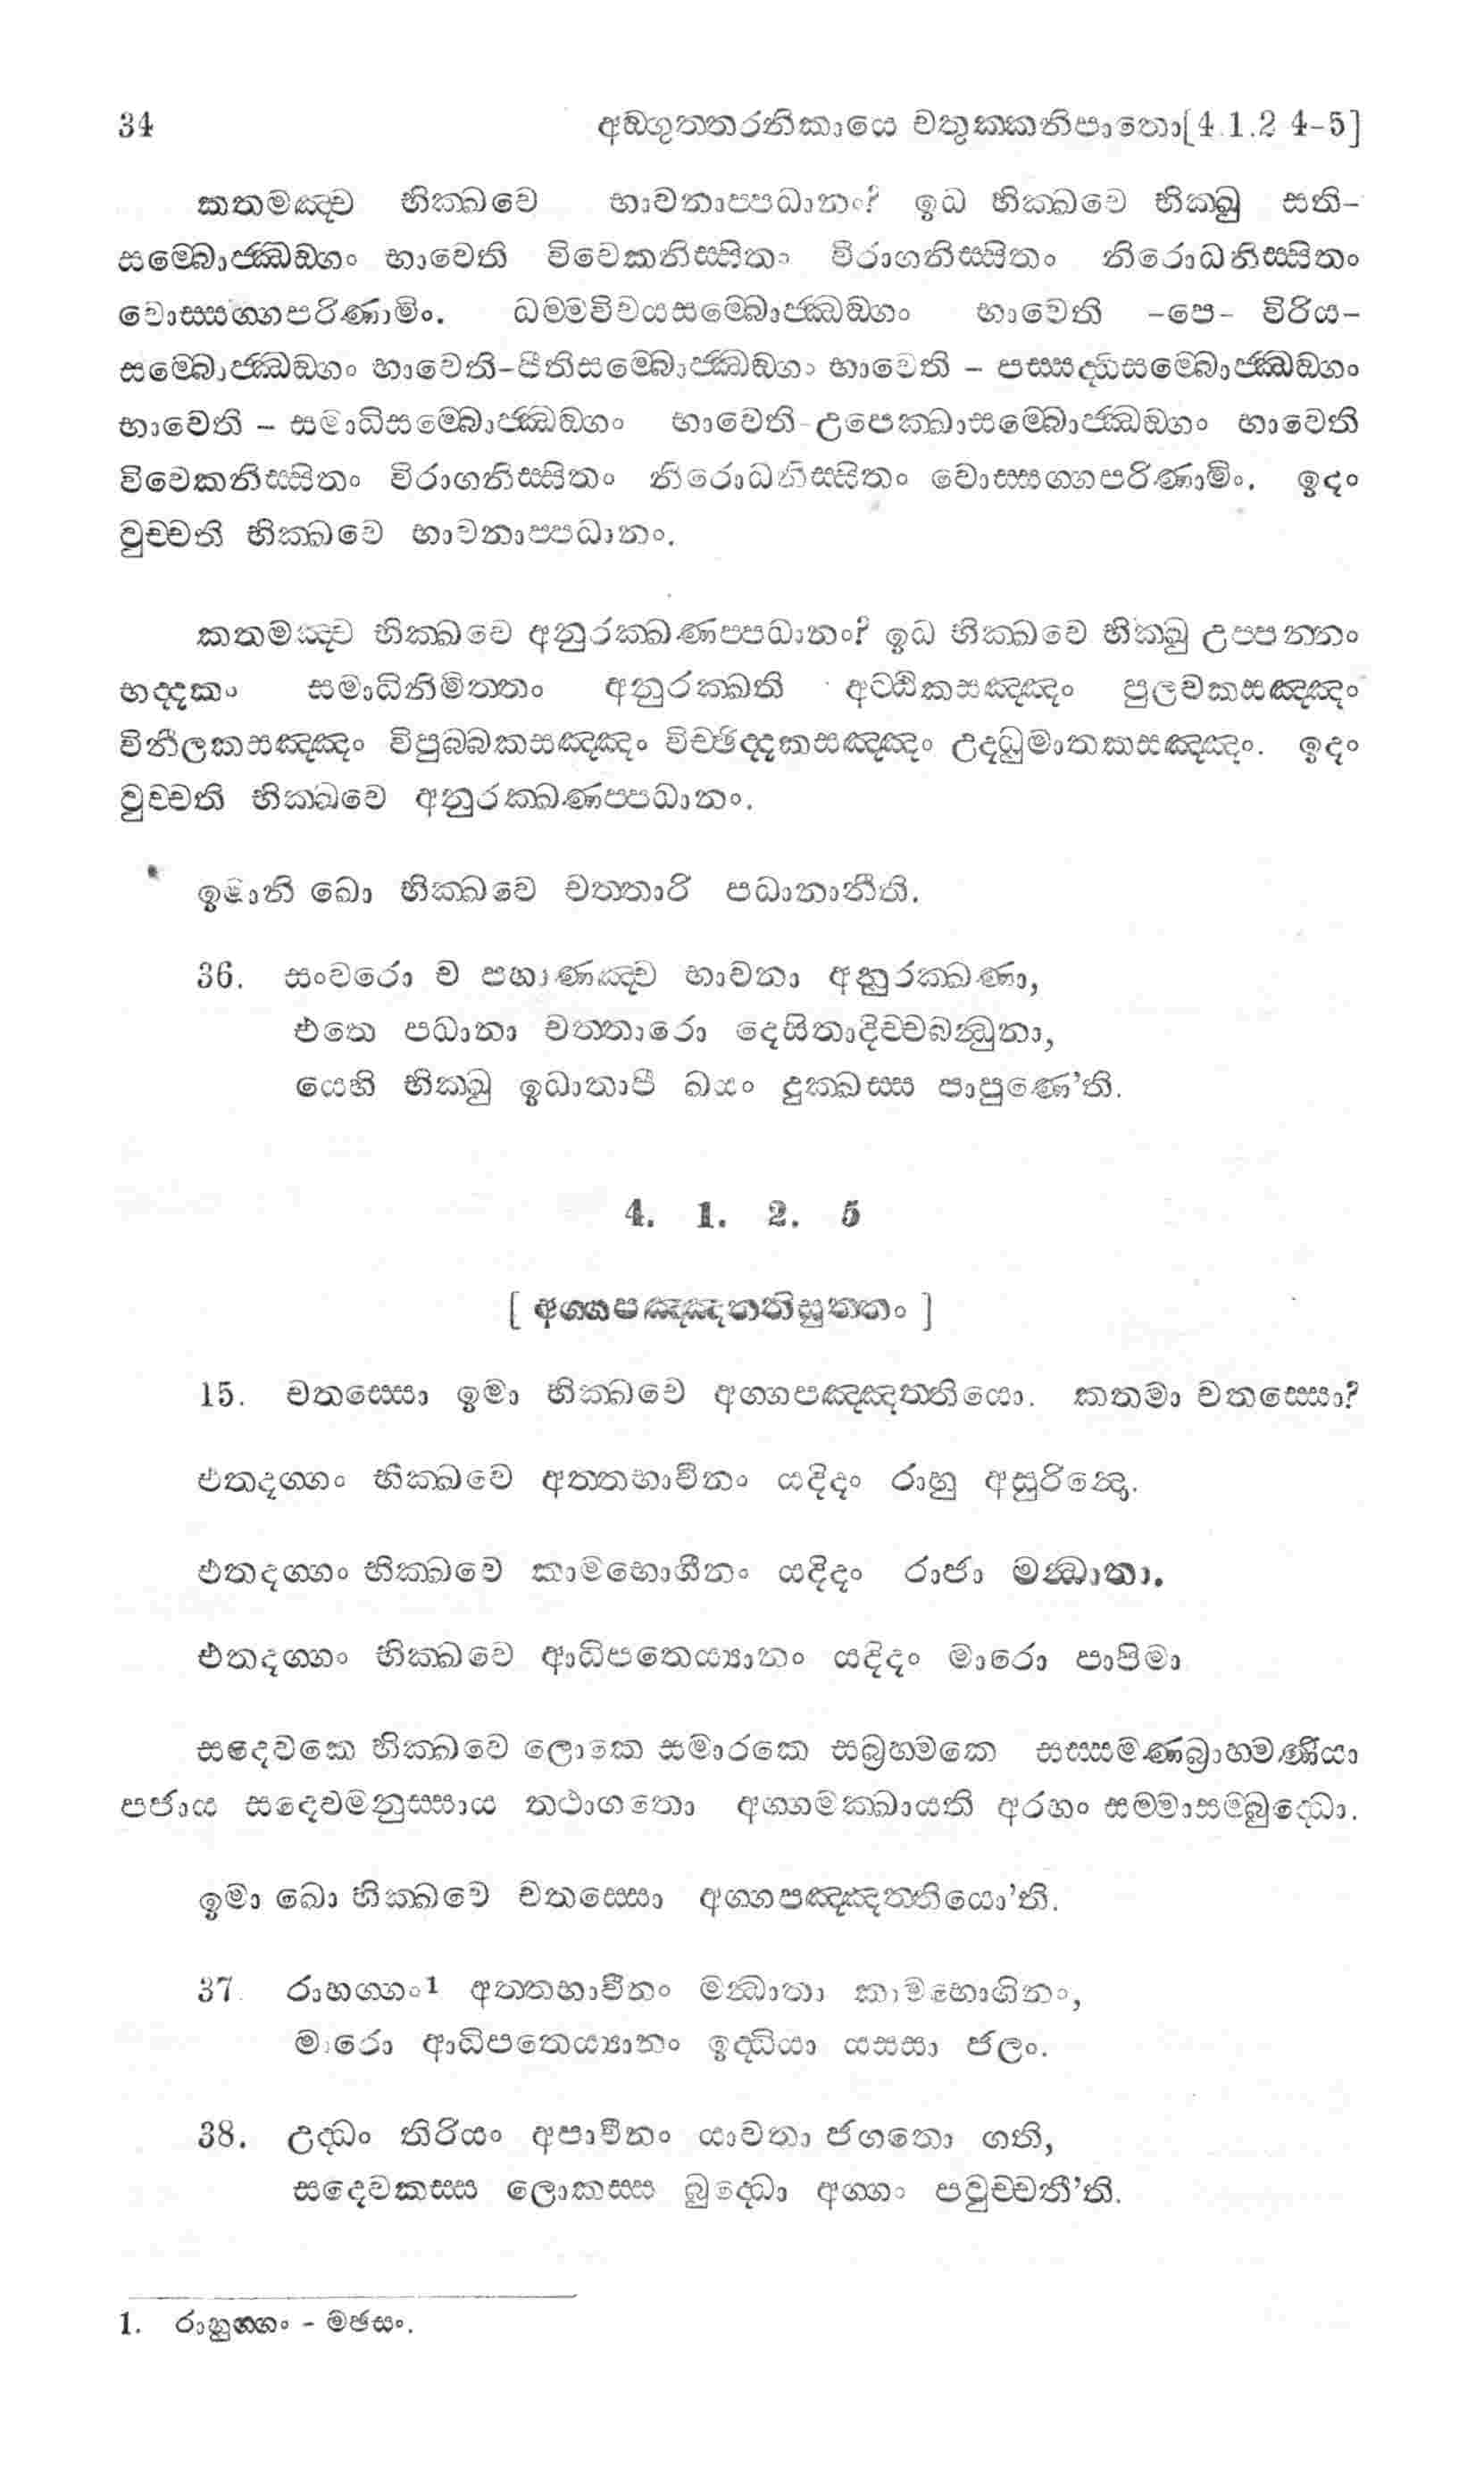 34 අඞ්ගුත්තරනිකායෙ චතුක්කනිපාතො[4.1.2 4-5]
කතමඤ්ච භික්ඛවෙ භාවනාප්පධානං? ඉධ භික්ඛවෙ භික්ඛු සති-
සම්බොජ්ඣඞ්ගං භාවෙති විවෙකනිස්සිතං විරාගනිස්සිතං නිරොධනිස්සිතං
වොස්සග්ගපරිණාමිං. ධම්මවිචයසම්බොජ්ඣඞ්ගං භාවෙති -පෙ- විරිය-
සම්බොජ්ඣඞ්ගං භාවෙති-පීතිසම්බොජ්ඣඞ්ගං භාවෙති - පස්සද්ධිසම්බොජ්ඣඞ්ගං
භාවෙති - සමාධිසම්බොජ්ඣඞ්ගං භාවෙති-උපෙක්ඛාසම්බොජ්ඣඞ්ගං භාවෙති
විවෙකනිස්සිතං විරාගනිස්සිතං නිරොධනිස්සිතං වොස්සග්ගපරිණාමිං. ඉදං
වුච්චති භික්ඛවෙ භාවනාප්පධානං.
කතමඤ්ච භික්ඛවෙ අනුරක්ඛණප්පධානං? ඉධ භික්ඛවෙ භික්ඛු උප්පන්නං
භද්දකං සමාධිනිමිත්තං අනුරක්ඛති අට්ඨිකසඤ්ඤං පුලවකසඤ්ඤං
විනීලකසඤ්ඤං විපුබ්බකසඤ්ඤං විච්ඡිද්දකසඤ්ඤං උද්ධුමාතකසඤ්ඤං. ඉදං
වුච්චති භික්ඛවෙ අනුරක්ඛණප්පධානං.
ඉමානි ඛො භික්ඛවෙ චත්තාරි පධානානීති.
36. සංවරො ච පහාණඤ්ච භාවනා අනුරක්ඛණා,
එතෙ පධානා චත්තාරො දෙසිතාදිච්චබන්ධුනා,
යෙහි භික්ඛු ඉධාතාපී ඛයං දුක්ඛස්ස පාපුණෙ’ති.
4. 1. 2. 5
[ අග්ගපඤ්ඤත්තිසුත්තං ]
15. චතස්සො ඉමා භික්ඛවෙ අග්ගපඤ්ඤත්තියො. කතමා චතස්සො?
එතදග්ගං භික්ඛවෙ අත්තභාවීනං යදිදං රාහු අසුරින්දො.
එතදග්ගං භික්ඛවෙ කාමභොගීනං යදිදං රාජා මන්ධාතා.
එතදග්ගං භික්ඛවෙ ආධිපතෙය්‍යානං යදිදං මාරො පාපිමා
සදෙවකෙ භික්ඛවෙ ලොකෙ සමාරකෙ සබ්‍රහ්මකෙ සස්සමණබ්‍රාහ්මණියා
පජාය සදෙවමනුස්සාය තථාගතො අග්ගමක්ඛායති අරහං සම්මාසම්බුද්ධො.
ඉමා ඛො භික්ඛවෙ චතස්සො අග්ගපඤ්ඤත්තියො’ති.
37. රාහග්ගං1 අත්තභාවීනං මන්ධාතා කාමභොගිනං,
මාරො ආධිපතෙය්‍යානං ඉද්ධියා යසසා ජලං.
38. උද්ධං තිරියං අපාචීනං යාවතා ජගතො ගති,
සදෙවකස්ස ලොකස්ස බුද්ධො අග්ගං පවුච්චතී’ති.
1. රාහුග්ගං - මඡසං.